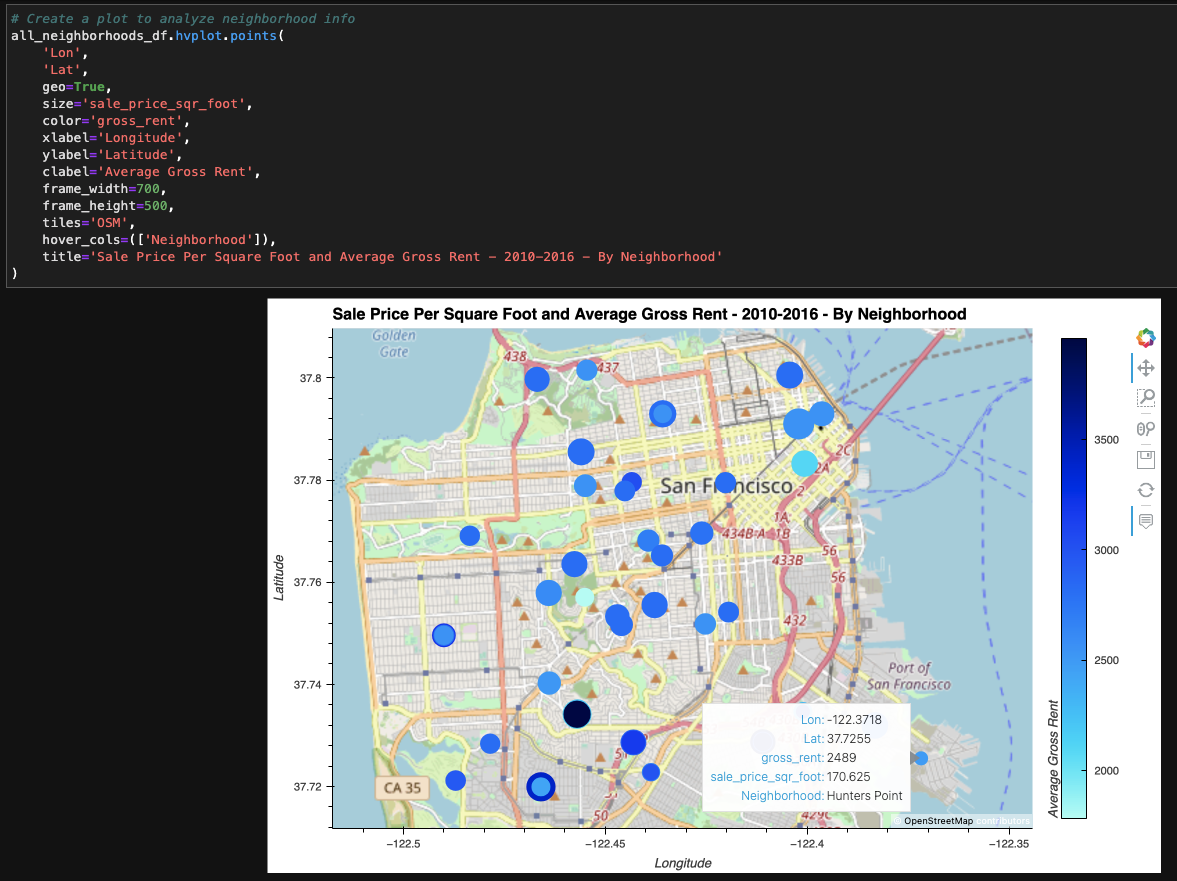 # Create a plot to analyze neighborhood info
all_neighborhoods_df.hvplot.points(
    'Lon',
    'Lat',
    geo=True,
    size='sale_price_sqr_foot',
    color='gross_rent',
    xlabel='Longitude',
    ylabel='Latitude',
    clabel='Average Gross Rent',
    frame_width=700,
    frame_height=500,
    tiles='OSM',
    hover_cols=(['Neighborhood']),
    title='Sale Price Per Square Foot and Average Gross Rent - 2010-2016 - By Neighborhood'
)
Sale Price Per Square Foot and Average Gross Rent - 2010-2016 - By Neighborhood
Golden
Gate
438
437
37.8
3500
2C
37.78
San Francisco
2A
2
1A
434B-A 1B
56
3000
433B
37.76
56
432
2500
Port of
San Francisco
37.74
Lon: -122.3718
Lat: 37.7255
gross_rent: 2489
sale_price_sqr_foot: 170.625
Neighborhood: Hunters Point
2000
37.72
CA 35
50
429C
© OpenStreetMap contributors
Latitude
Average Gross Rent
-122.5
-122.45
-122.4
-122.35
Longitude